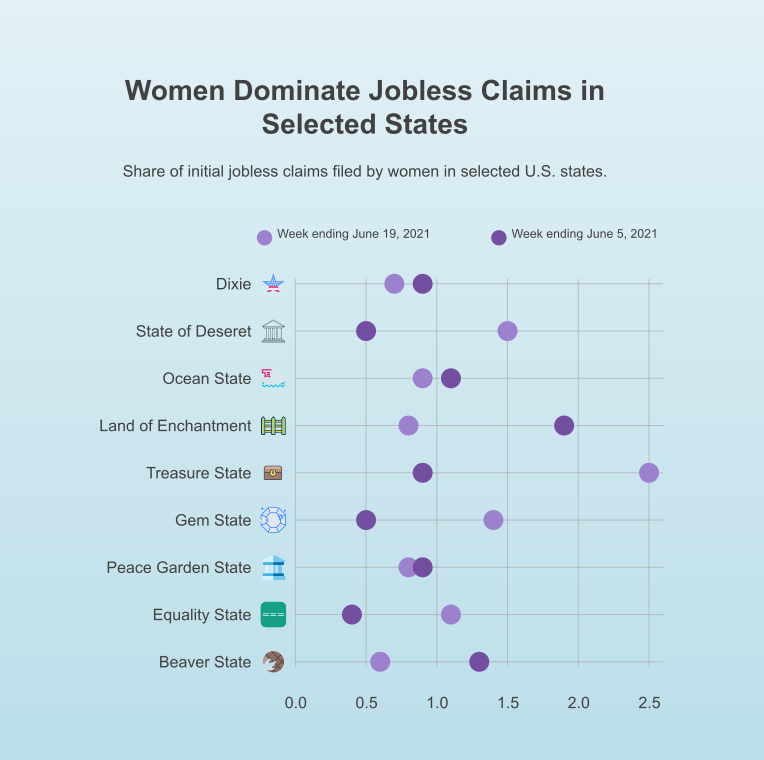 Women Dominate Jobless Claims in
Selected States
Share of initial jobless claims filed by women in selected U.S. states.
Week ending June 19, 2021
Week ending June 5, 2021
Dixie
State of Deseret
Ocean State
Land of Enchantment
Treasure State
Gem State
Peace Garden State
Equality State
Beaver State
0.0 0.5 1.0 1.5 2.0 2.5